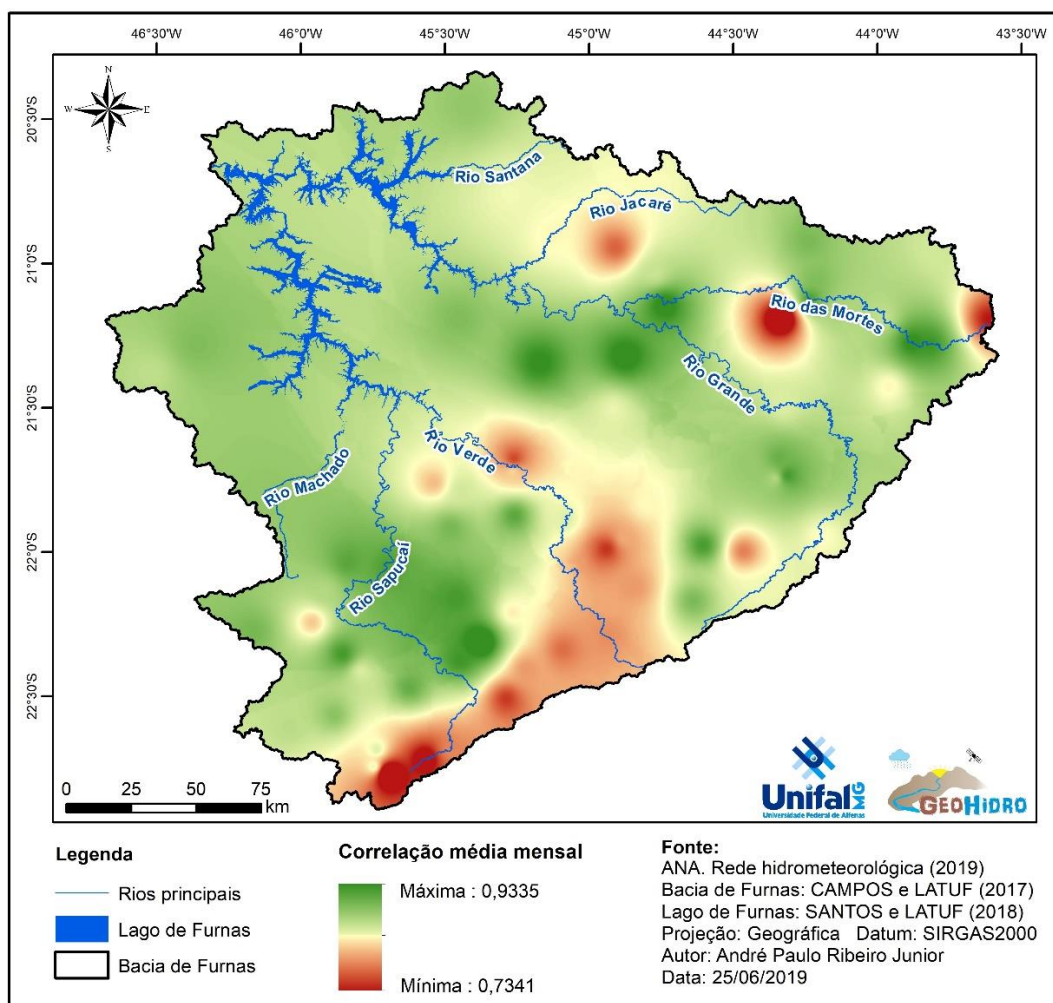 46°30'W 46°0'W 45°30'W 45°0'W 44°30'W 44°0'W 43°30'W
N
W E
S
20°30'S
21°0'S
21°30'S
22°0'S
22°30'S
Rio Santana
Rio Jacaré
Rio das Mortes
Rio Grande
Rio Verde
Rio Machado
Rio Sapucaí
0 25 50 75
km
Unifal MG
Universidade Federal de Alfenas
GEOHIDRO
Legenda
Rios principais
Lago de Furnas
Bacia de Furnas
Correlação média mensal
Máxima : 0,9335
Mínima : 0,7341
Fonte:
ANA. Rede hidrometeorológica (2019)
Bacia de Furnas: CAMPOS e LATUF (2017)
Lago de Furnas: SANTOS e LATUF (2018)
Projeção: Geográfica Datum: SIRGAS2000
Autor: André Paulo Ribeiro Junior
Data: 25/06/2019